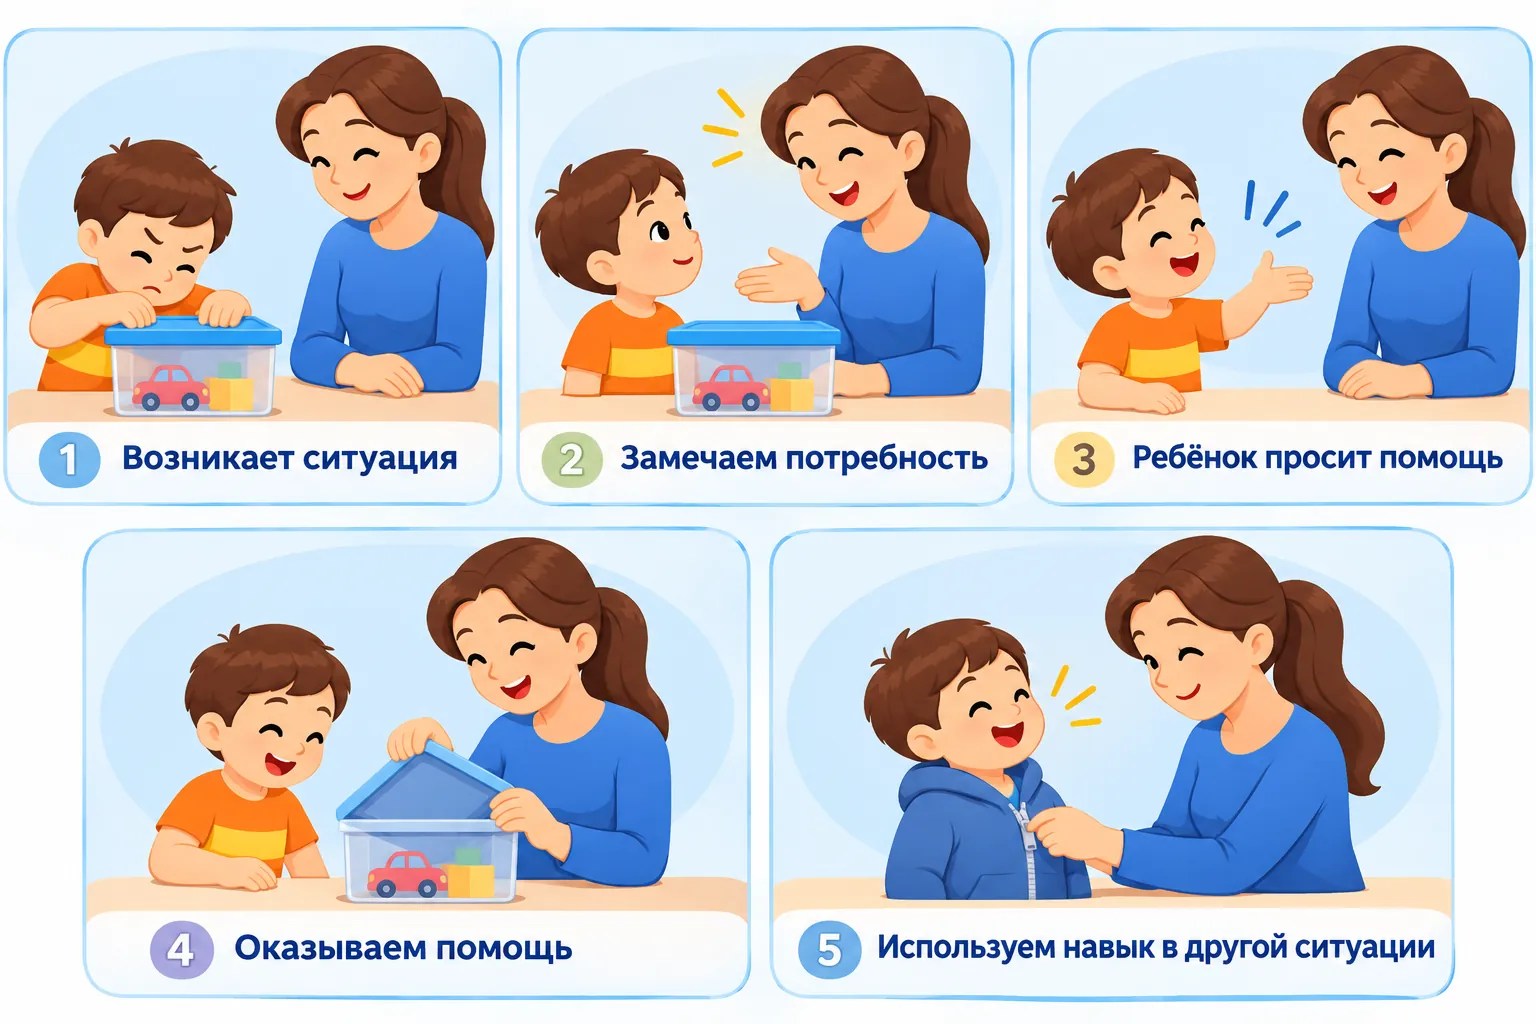 1 Возникает ситуация
2 Замечаем потребность
3 Ребёнок просит помощь
4 Оказываем помощь
5 Используем навык в другой ситуации